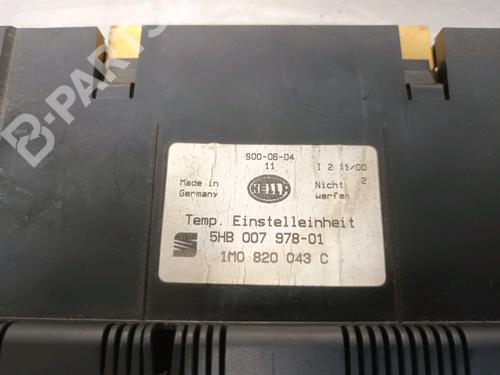 B-PARTS
S00-06-04
11
I 2 11/00
2
Made in
Germany
HELLA
Nicht
werfen
Temp. Einstelleinheit
5HB 007 978-01
1M0 820 043 C